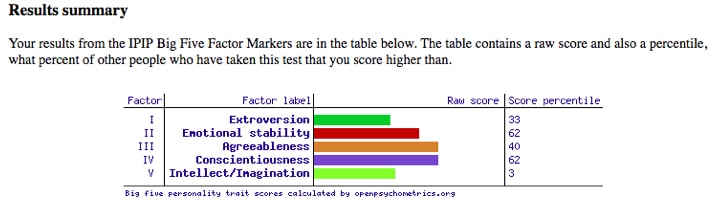 Results summary
Your results from the IPIP Big Five Factor Markers are in the table below. The table contains a raw score and also a percentile,
what percent of other people who have taken this test that you score higher than.
Factor Factor label Raw score Score percentile
I Extroversion 33
II Emotional stability 62
III Agreeableness 40
IV Conscientiousness 62
V Intellect/Imagination 3
Big five personality trait scores calculated by openpsychometrics.org